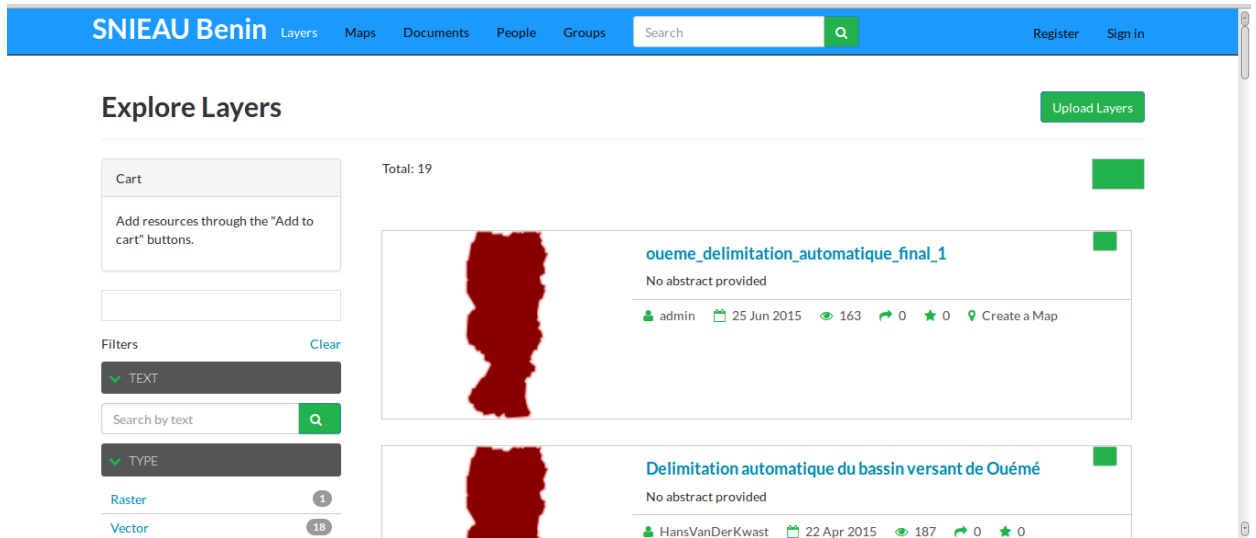 SNIEAU Benin Layers Maps Documents People Groups Search Register Sign in
Explore Layers
Upload Layers
Cart
Add resources through the "Add to
cart" buttons.
Filters Clear
TEXT
Search by text
TYPE
Raster 1
Vector 18
Total: 19
oueme_delimitation_automatique_final_1
No abstract provided
admin 25 Jun 2015 163 0 0 Create a Map
Delimitation automatique du bassin versant de Ouémé
No abstract provided
HansVanDerKwast 22 Apr 2015 187 0 0